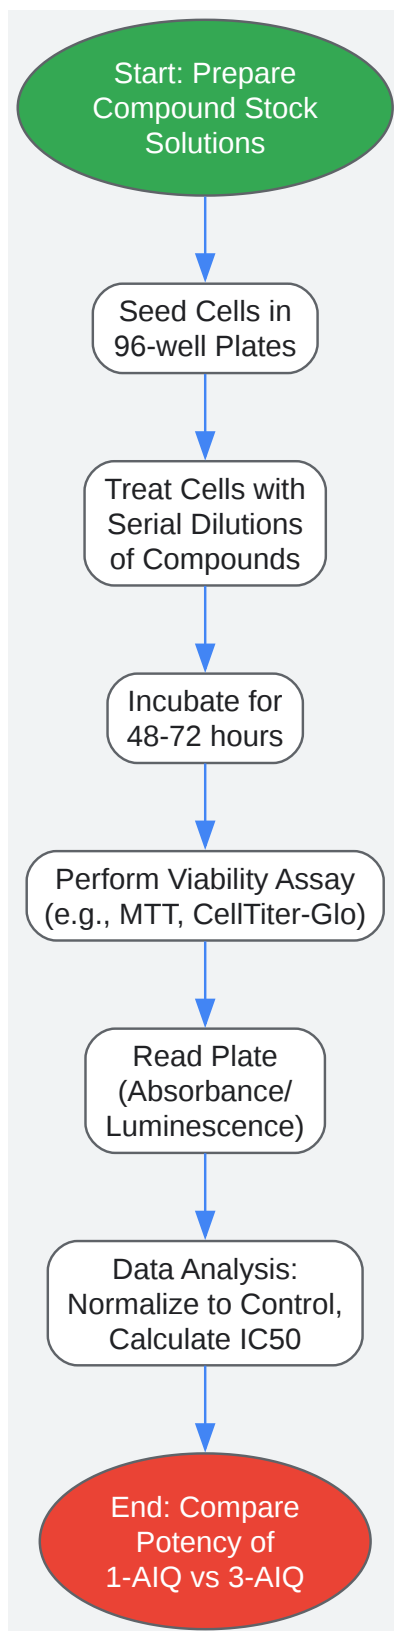 Start: Prepare
Compound Stock
Solutions
Seed Cells in
96-well Plates
Treat Cells with
Serial Dilutions
of Compounds
Incubate for
48-72 hours
Perform Viability Assay
(e.g., MTT, CellTiter-Glo)
Read Plate
(Absorbance/
Luminescence)
Data Analysis:
Normalize to Control,
Calculate IC50
End: Compare
Potency of
1-AIQ vs 3-AIQ